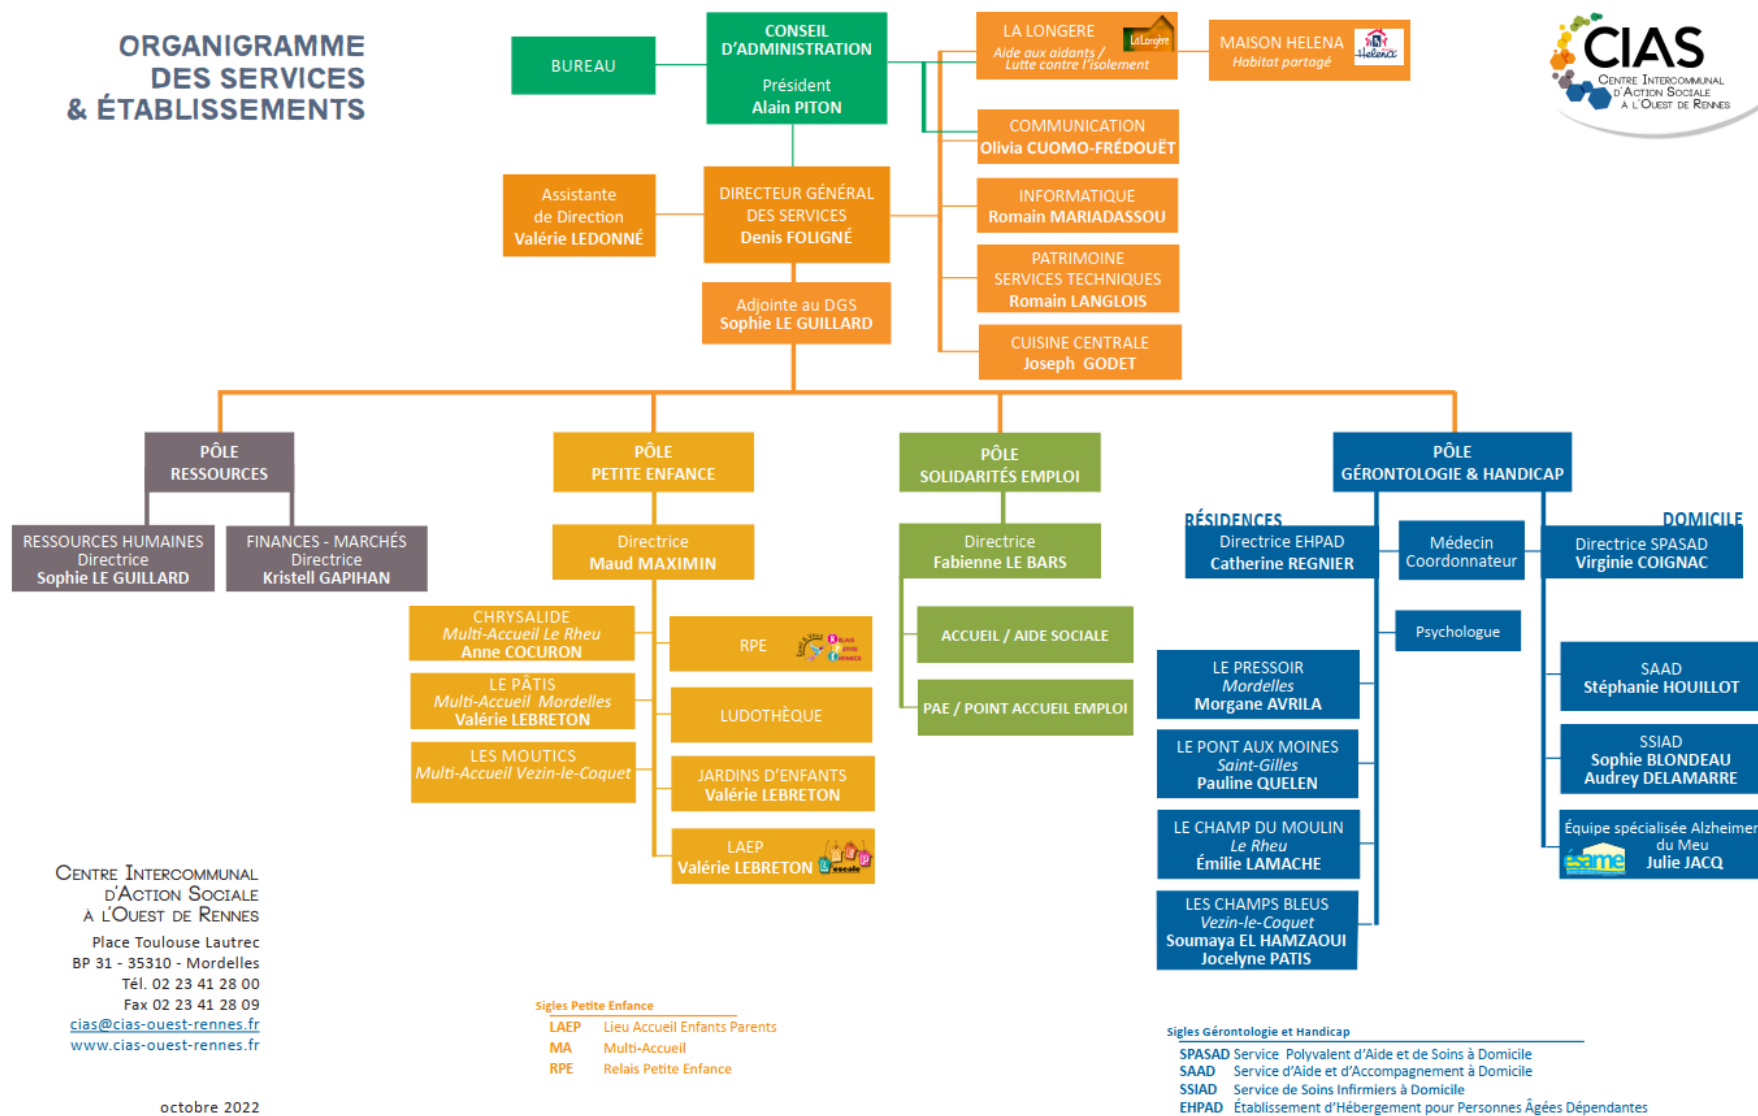 ORGANIGRAMME
DES SERVICES
& ÉTABLISSEMENTS
BUREAU
CONSEIL
D'ADMINISTRATION
Président
Alain PITON
LA LONGERE
Aide aux aidants /
Lutte contre l'isolement
LaLongère
MAISON HELENA
Habitat partagé
Helena
CIAS
CENTRE INTERCOMMUNAL
D'ACTION SOCIALE
À L'OUEST DE RENNES
COMMUNICATION
Olivia CUOMO-FRÉDOUËT
Assistante
de Direction
Valérie LEDONNÉ
DIRECTEUR GÉNÉRAL
DES SERVICES
Denis FOLIGNÉ
INFORMATIQUE
Romain MARIADASSOU
PATRIMOINE
SERVICES TECHNIQUES
Romain LANGLOIS
Adjointe au DGS
Sophie LE GUILLARD
CUISINE CENTRALE
Joseph GODET
PÔLE
RESSOURCES
RESSOURCES HUMAINES
Directrice
Sophie LE GUILLARD
FINANCES - MARCHÉS
Directrice
Kristell GAPIHAN
PÔLE
PETITE ENFANCE
Directrice
Maud MAXIMIN
CHRYSALIDE
Multi-Accueil Le Rheu
Anne COCURON
LE PÂTIS
Multi-Accueil Mordelles
Valérie LEBRETON
LES MOUTICS
Multi-Accueil Vezin-le-Coquet
RPE
RELAIS
PETITE
ENFANCE
LUDOTHÈQUE
JARDINS D'ENFANTS
Valérie LEBRETON
LAEP
Valérie LEBRETON
L'escale
PÔLE
SOLIDARITÉS EMPLOI
Directrice
Fabienne LE BARS
ACCUEIL / AIDE SOCIALE
PAE / POINT ACCUEIL EMPLOI
PÔLE
GÉRONTOLOGIE & HANDICAP
RÉSIDENCES
Directrice EHPAD
Catherine REGNIER
Médecin
Coordonnateur
DOMICILE
Directrice SPASAD
Virginie COIGNAC
Psychologue
LE PRESSOIR
Mordelles
Morgane AVRILA
LE PONT AUX MOINES
Saint-Gilles
Pauline QUELEN
LE CHAMP DU MOULIN
Le Rheu
Émilie LAMACHE
LES CHAMPS BLEUS
Vezin-le-Coquet
Soumaya EL HAMZAOUI
Jocelyne PATIS
SAAD
Stéphanie HOUILLOT
SSIAD
Sophie BLONDEAU
Audrey DELAMARRE
Équipe spécialisée Alzheimer
du Meu
Julie JACQ
ésame
CENTRE INTERCOMMUNAL
D'ACTION SOCIALE
À L'OUEST DE RENNES
Place Toulouse Lautrec
BP 31 - 35310 - Mordelles
Tél. 02 23 41 28 00
Fax 02 23 41 28 09
cias@cias-ouest-rennes.fr
www.cias-ouest-rennes.fr
octobre 2022
Sigles Petite Enfance
LAEP Lieu Accueil Enfants Parents
MA Multi-Accueil
RPE Relais Petite Enfance
Sigles Gérontologie et Handicap
SPASAD Service Polyvalent d'Aide et de Soins à Domicile
SAAD Service d'Aide et d'Accompagnement à Domicile
SSIAD Service de Soins Infirmiers à Domicile
EHPAD Établissement d'Hébergement pour Personnes Âgées Dépendantes